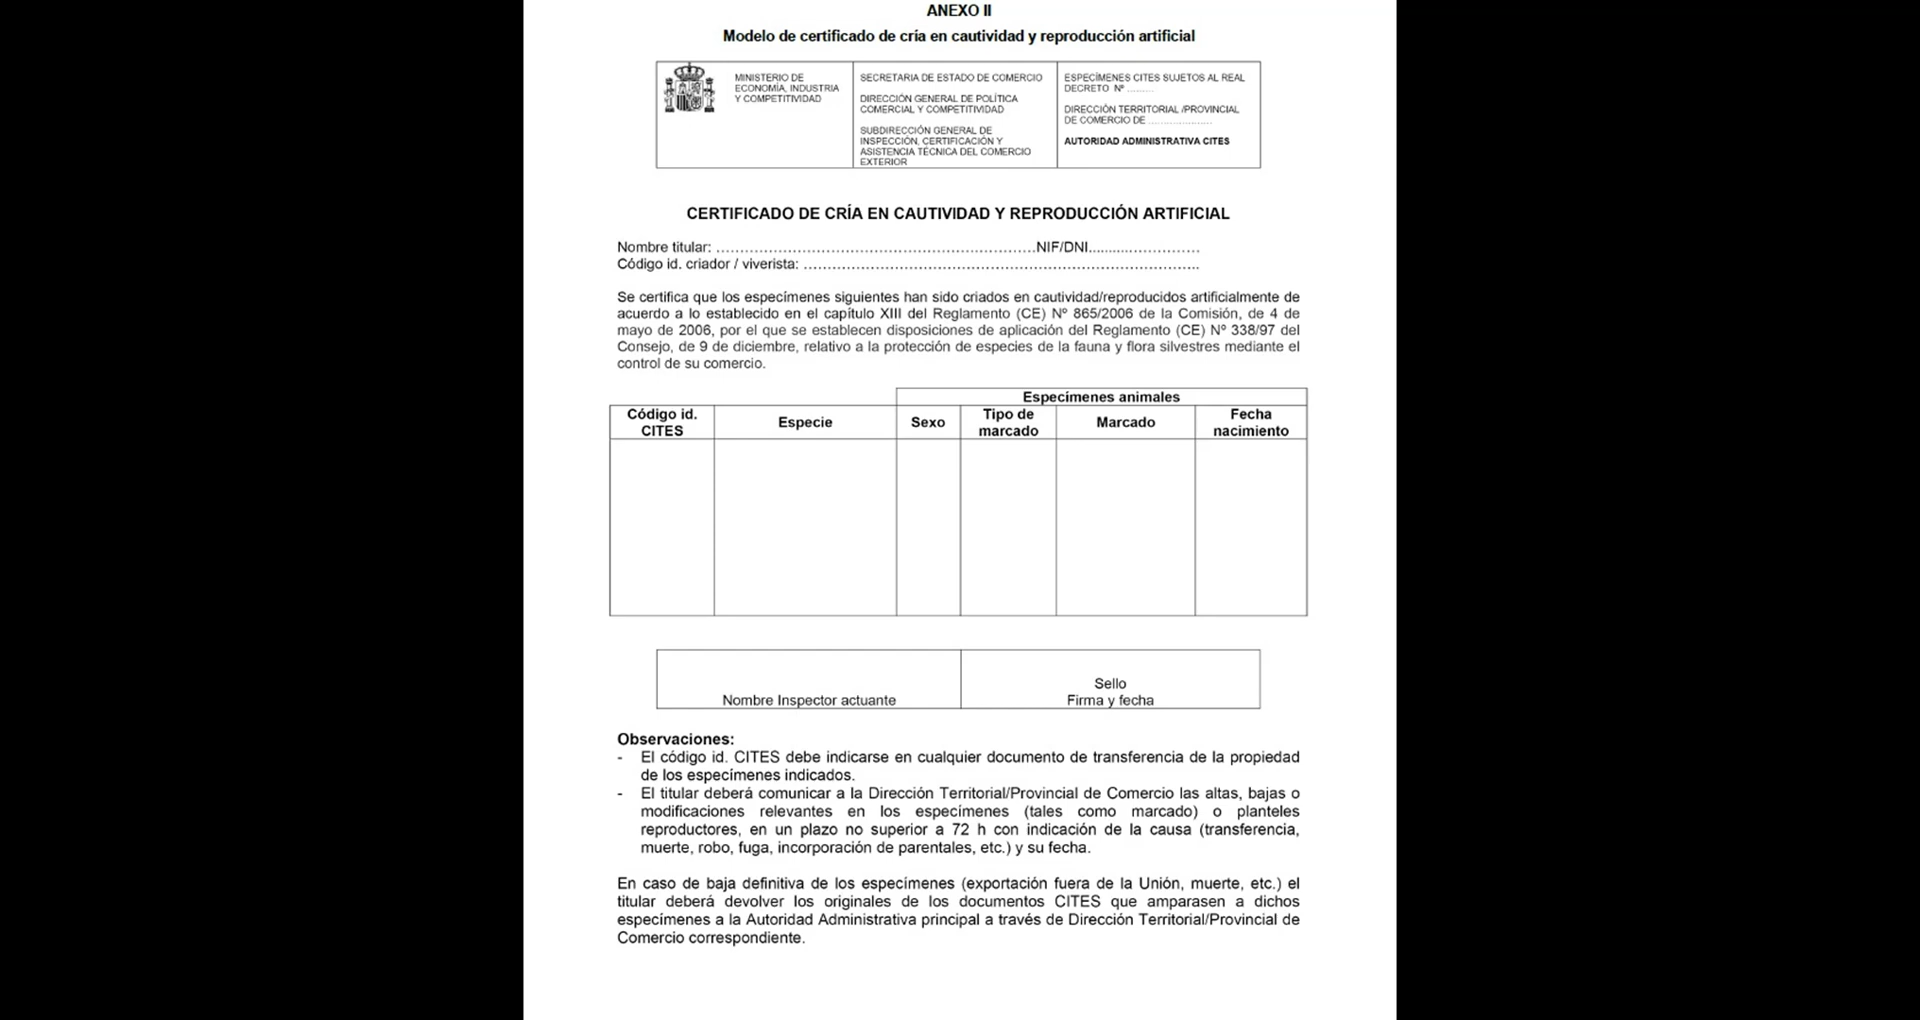 ANEXO II
Modelo de certificado de cría en cautividad y reproducción artificial
MINISTERIO DE
ECONOMÍA, INDUSTRIA
Y COMPETITIVIDAD
SECRETARIA DE ESTADO DE COMERCIO
DIRECCIÓN GENERAL DE POLÍTICA
COMERCIAL Y COMPETITIVIDAD
SUBDIRECCIÓN GENERAL DE
INSPECCIÓN, CERTIFICACIÓN Y
ASISTENCIA TÉCNICA DEL COMERCIO
EXTERIOR
ESPECÍMENES CITES SUJETOS AL REAL
DECRETO Nº .........
DIRECCIÓN TERRITORIAL /PROVINCIAL
DE COMERCIO DE .....................
AUTORIDAD ADMINISTRATIVA CITES
CERTIFICADO DE CRÍA EN CAUTIVIDAD Y REPRODUCCIÓN ARTIFICIAL
Nombre titular: ……………………………………………………………NIF/DNI..........……………
Código id. criador / viverista: …………………………………………………………………………..
Se certifica que los especímenes siguientes han sido criados en cautividad/reproducidos artificialmente de
acuerdo a lo establecido en el capítulo XIII del Reglamento (CE) Nº 865/2006 de la Comisión, de 4 de
mayo de 2006, por el que se establecen disposiciones de aplicación del Reglamento (CE) Nº 338/97 del
Consejo, de 9 de diciembre, relativo a la protección de especies de la fauna y flora silvestres mediante el
control de su comercio.
Especímenes animales
Código id.
CITES
Especie
Sexo
Tipo de
marcado
Marcado
Fecha
nacimiento
Nombre Inspector actuante
Sello
Firma y fecha
Observaciones:
- El código id. CITES debe indicarse en cualquier documento de transferencia de la propiedad
de los especímenes indicados.
- El titular deberá comunicar a la Dirección Territorial/Provincial de Comercio las altas, bajas o
modificaciones relevantes en los especímenes (tales como marcado) o planteles
reproductores, en un plazo no superior a 72 h con indicación de la causa (transferencia,
muerte, robo, fuga, incorporación de parentales, etc.) y su fecha.
En caso de baja definitiva de los especímenes (exportación fuera de la Unión, muerte, etc.) el
titular deberá devolver los originales de los documentos CITES que amparasen a dichos
especímenes a la Autoridad Administrativa principal a través de Dirección Territorial/Provincial de
Comercio correspondiente.